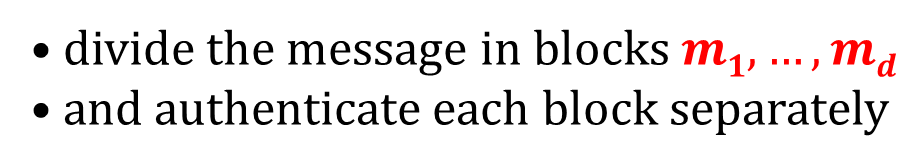 • divide the message in blocks m₁, … , m_d
• and authenticate each block separately